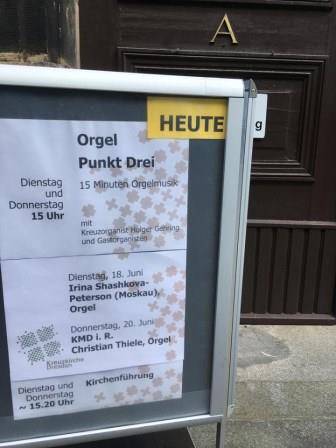 A
HEUTE
g
Orgel
Punkt Drei
Dienstag
und
Donnerstag
15 Uhr
15 Minuten Orgelmusik
mit
Kreuzorganist Holger Gehring
und Gastorganisten
Dienstag, 18. Juni
Irina Shashkova-
Peterson (Moskau),
Orgel
Donnerstag, 20. Juni
KMD i. R.
Christian Thiele, Orgel
Kreuzkirche
Dresden
Dienstag und
Donnerstag
~ 15.20 Uhr
Kirchenführung